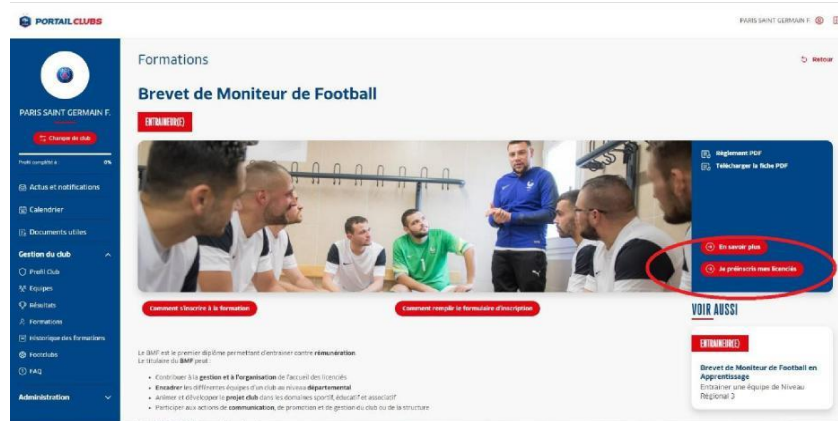 PORTAIL CLUBS
PARIS SAINT GERMAIN F.
PARIS SAINT GERMAIN F.
Changer de club
Profil complété à : 0%
Actus et notifications
Calendrier
Documents utiles
Gestion du club
Profil Club
Equipes
Résultats
Formations
Historique des formations
Footclubs
FAQ
Administration
Formations
Retour
Brevet de Moniteur de Football
ENTRAINEUR(E)
Règlement PDF
Télécharger la fiche PDF
En savoir plus
Je préinscris mes licenciés
Comment s'inscrire à la formation
Comment remplir le formulaire d'inscription
Le BMF est le premier diplôme permettant d'entrainer contre rémunération
Le titulaire du BMF peut :
• Contribuer à la gestion et à l'organisation de l'accueil des licenciés
• Encadrer les différentes équipes d'un club au niveau départemental
• Animer et développer le projet club dans les domaines sportif, éducatif et associatif
• Participer aux actions de communication, de promotion et de gestion du club ou de la structure
VOIR AUSSI
ENTRAINEUR(E)
Brevet de Moniteur de Football en
Apprentissage
Entrainer une équipe de Niveau
Régional 3